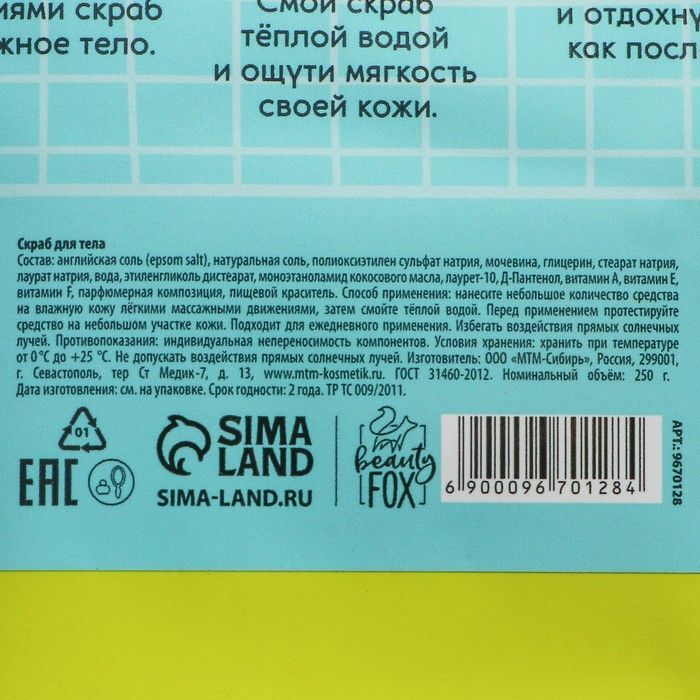 иями скраб
жное тело.
Смой скраб
тёплой водой
и ощути мягкость
своей кожи.
и отдохну
как посл
Скраб для тела
Состав: английская соль (epsom salt), натуральная соль, полиоксиэтилен сульфат натрия, мочевина, глицерин, стеарат натрия,
лаурат натрия, вода, этиленгликоль дистеарат, моноэтаноламид кокосового масла, лаурет-10, Д-Пантенол, витамин А, витамин Е,
витамин F, парфюмерная композиция, пищевой краситель. Способ применения: нанесите небольшое количество средства
на влажную кожу лёгкими массажными движениями, затем смойте тёплой водой. Перед применением протестируйте
средство на небольшом участке кожи. Подходит для ежедневного применения. Избегать воздействия прямых солнечных
лучей. Противопоказания: индивидуальная непереносимость компонентов. Условия хранения: хранить при температуре
от 0 °С до +25 °С. Не допускать воздействия прямых солнечных лучей. Изготовитель: ООО «МТМ-Сибирь», Россия, 299001,
г. Севастополь, тер Ст Медик-7, д. 13, www.mtm-kosmetik.ru. ГОСТ 31460-2012. Номинальный объём: 250 г.
Дата изготовления: см. на упаковке. Срок годности: 2 года. ТР ТС 009/2011.
01
EAC
SIMA
LAND
SIMA-LAND.RU
beauty
FOX
6 900096 701284
АРТ.: 9670128